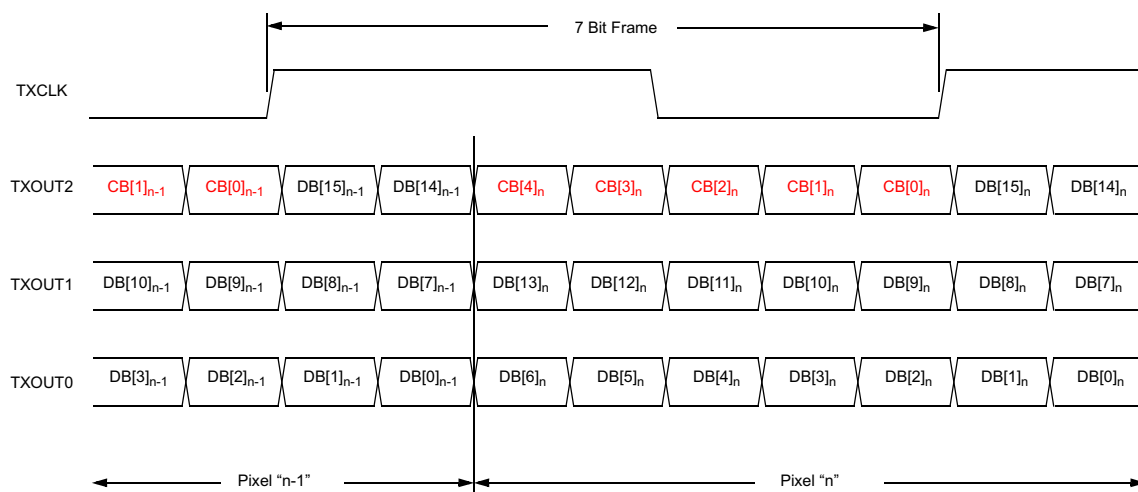 7 Bit Frame
TXCLK
TXOUT2 CB[1]n-1 CB[0]n-1 DB[15]n-1 DB[14]n-1 CB[4]n CB[3]n CB[2]n CB[1]n CB[0]n DB[15]n DB[14]n
TXOUT1 DB[10]n-1 DB[9]n-1 DB[8]n-1 DB[7]n-1 DB[13]n DB[12]n DB[11]n DB[10]n DB[9]n DB[8]n DB[7]n
TXOUT0 DB[3]n-1 DB[2]n-1 DB[1]n-1 DB[0]n-1 DB[6]n DB[5]n DB[4]n DB[3]n DB[2]n DB[1]n DB[0]n
Pixel “n-1” Pixel “n”